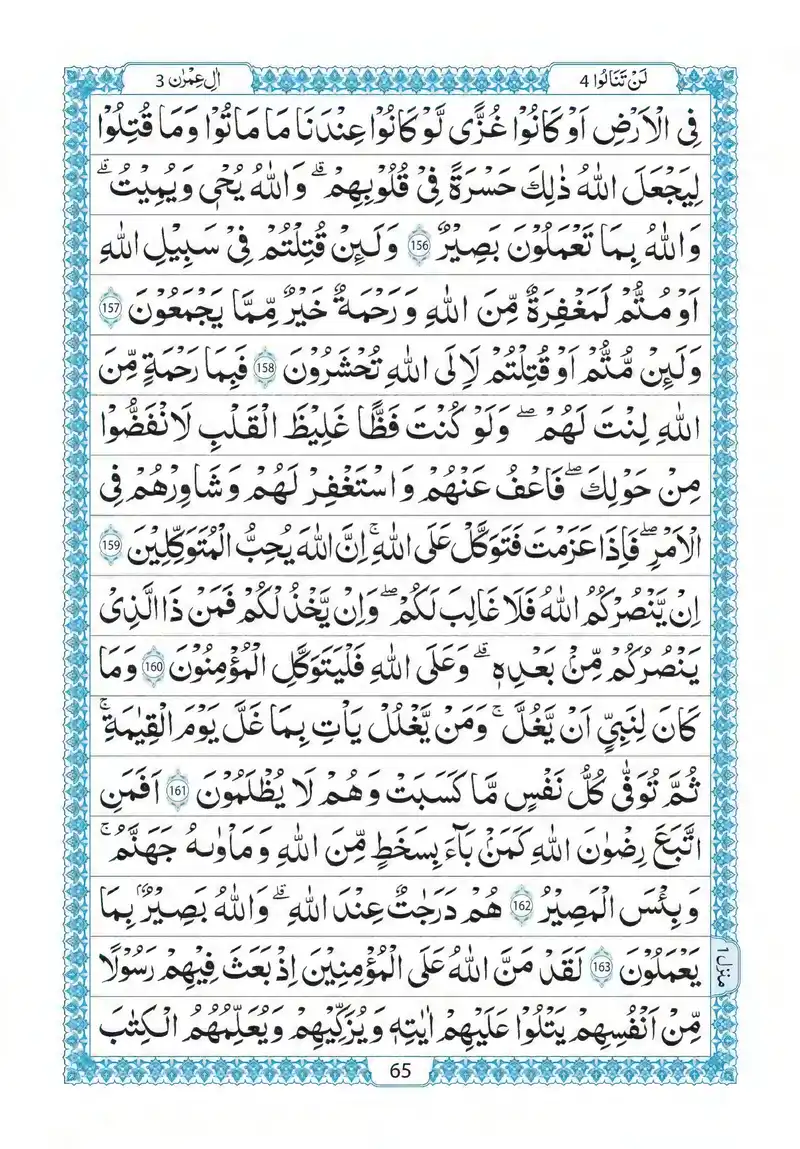 اٰل عِمْرٰن 3
لَنْ تَنَالُوا 4
فِی الْاَرْضِ اَوْ كَانُوْا غُزًّی لَّوْ كَانُوْا عِنْدَنَا مَا مَاتُوْا وَمَا قُتِلُوْا
لِیَجْعَلَ اللّٰهُ ذٰلِكَ حَسْرَةً فِیْ قُلُوْبِهِمْ ؕ وَاللّٰهُ یُحْیٖ وَیُمِیْتُ ؕ
وَاللّٰهُ بِمَا تَعْمَلُوْنَ بَصِیْرٌ 156 وَلَىِٕنْ قُتِلْتُمْ فِیْ سَبِیْلِ اللّٰهِ
اَوْ مُتُّمْ لَمَغْفِرَةٌ مِّنَ اللّٰهِ وَرَحْمَةٌ خَیْرٌ مِّمَّا یَجْمَعُوْنَ 157
وَلَىِٕنْ مُّتُّمْ اَوْ قُتِلْتُمْ لَاِلَی اللّٰهِ تُحْشَرُوْنَ 158 فَبِمَا رَحْمَةٍ مِّنَ
اللّٰهِ لِنْتَ لَهُمْ ۖ وَلَوْ كُنْتَ فَظًّا غَلِیْظَ الْقَلْبِ لَانْفَضُّوْا
مِنْ حَوْلِكَ ۖ فَاعْفُ عَنْهُمْ وَاسْتَغْفِرْ لَهُمْ وَشَاوِرْهُمْ فِی
الْاَمْرِ ۖ فَاِذَا عَزَمْتَ فَتَوَكَّلْ عَلَی اللّٰهِ ۚ اِنَّ اللّٰهَ یُحِبُّ الْمُتَوَكِّلِیْنَ 159
اِنْ یَّنْصُرْكُمُ اللّٰهُ فَلَا غَالِبَ لَكُمْ ۖ وَاِنْ یَّخْذُلْكُمْ فَمَنْ ذَا الَّذِیْ
یَنْصُرُكُمْ مِّنْۢ بَعْدِهٖ ؕ وَعَلَی اللّٰهِ فَلْیَتَوَكَّلِ الْمُؤْمِنُوْنَ 160 وَمَا
كَانَ لِنَبِیٍّ اَنْ یَّغُلَّ ۚ وَمَنْ یَّغْلُلْ یَاْتِ بِمَا غَلَّ یَوْمَ الْقِیٰمَةِ ۚ
ثُمَّ تُوَفّٰی كُلُّ نَفْسٍ مَّا كَسَبَتْ وَهُمْ لَا یُظْلَمُوْنَ 161 اَفَمَنِ
اتَّبَعَ رِضْوٰنَ اللّٰهِ كَمَنْۢ بَآءَ بِسَخَطٍ مِّنَ اللّٰهِ وَمَاْوٰىهُ جَهَنَّمُ ۚ
وَبِئْسَ الْمَصِیْرُ 162 هُمْ دَرَجٰتٌ عِنْدَ اللّٰهِ ؕ وَاللّٰهُ بَصِیْرٌۢ بِمَا
یَعْمَلُوْنَ 163 لَقَدْ مَنَّ اللّٰهُ عَلَی الْمُؤْمِنِیْنَ اِذْ بَعَثَ فِیْهِمْ رَسُوْلًا
مِّنْ اَنْفُسِهِمْ یَتْلُوْا عَلَیْهِمْ اٰیٰتِهٖ وَیُزَكِّیْهِمْ وَیُعَلِّمُهُمُ الْكِتٰبَ
منزل ۱
65